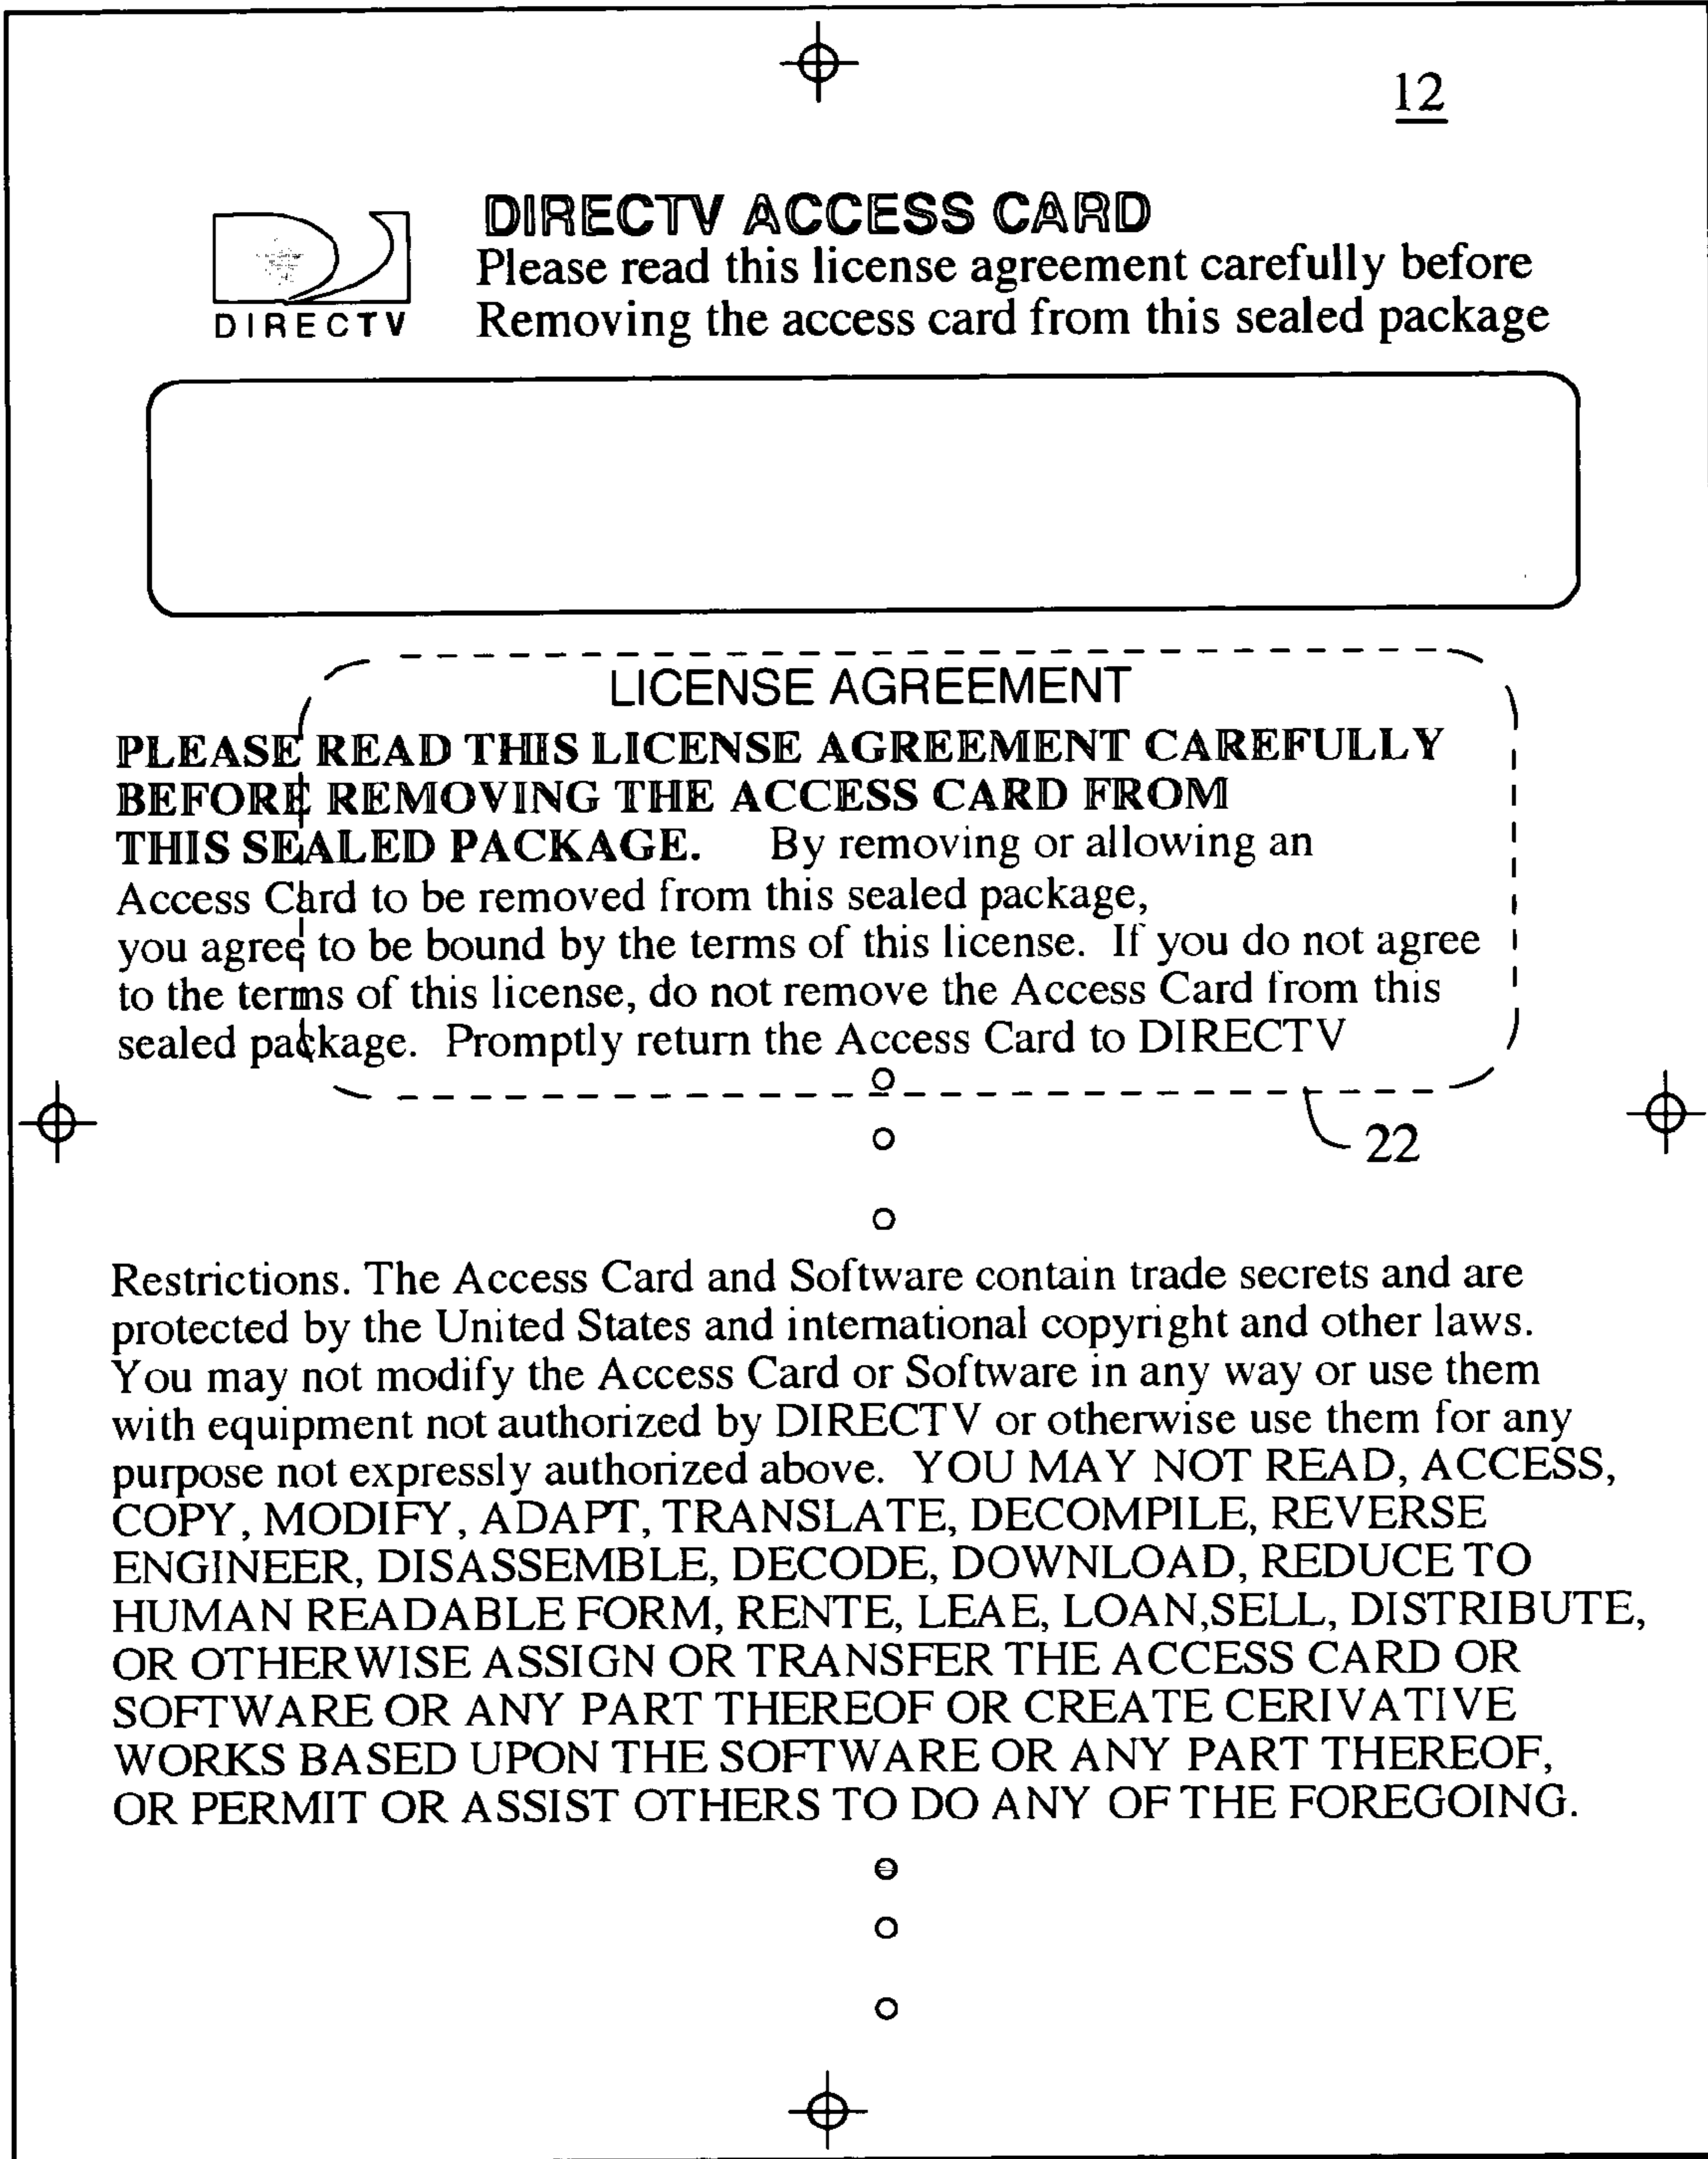 12
DIRECTV ACCESS CARD
Please read this license agreement carefully before
Removing the access card from this sealed package
DIRECTV
LICENSE AGREEMENT
PLEASE READ THIS LICENSE AGREEMENT CAREFULLY
BEFORE REMOVING THE ACCESS CARD FROM
THIS SEALED PACKAGE. By removing or allowing an
Access Card to be removed from this sealed package,
you agree to be bound by the terms of this license. If you do not agree
to the terms of this license, do not remove the Access Card from this
sealed package. Promptly return the Access Card to DIRECTV
22
Restrictions. The Access Card and Software contain trade secrets and are
protected by the United States and international copyright and other laws.
You may not modify the Access Card or Software in any way or use them
with equipment not authorized by DIRECTV or otherwise use them for any
purpose not expressly authorized above. YOU MAY NOT READ, ACCESS,
COPY, MODIFY, ADAPT, TRANSLATE, DECOMPILE, REVERSE
ENGINEER, DISASSEMBLE, DECODE, DOWNLOAD, REDUCE TO
HUMAN READABLE FORM, RENTE, LEAE, LOAN,SELL, DISTRIBUTE,
OR OTHERWISE ASSIGN OR TRANSFER THE ACCESS CARD OR
SOFTWARE OR ANY PART THEREOF OR CREATE CERIVATIVE
WORKS BASED UPON THE SOFTWARE OR ANY PART THEREOF,
OR PERMIT OR ASSIST OTHERS TO DO ANY OF THE FOREGOING.